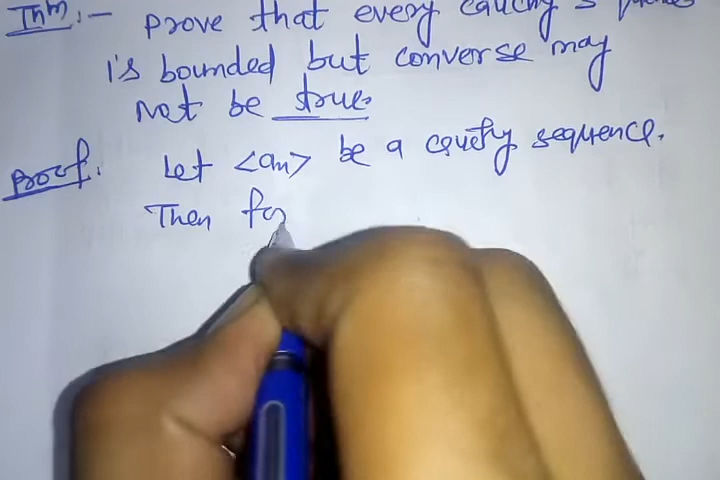 Thm:- Prove that every cauchy s
is bounded but converse may
not be true.
Proof. Let <an> be a cauchy sequence.
Then for